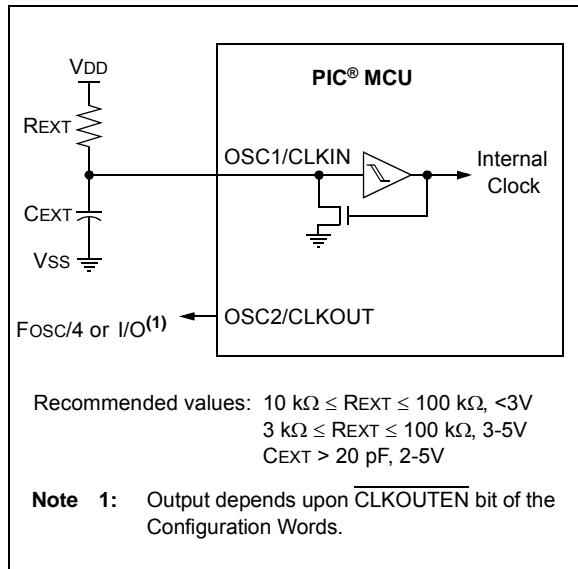 VDD
PIC® MCU
REXT
OSC1/CLKIN
Internal
Clock
CEXT
VSS
OSC2/CLKOUT
FOSC/4 or I/O(1)
Recommended values: 10 kΩ ≤ REXT ≤ 100 kΩ, <3V
3 kΩ ≤ REXT ≤ 100 kΩ, 3-5V
CEXT > 20 pF, 2-5V
Note 1: Output depends upon CLKOUTEN bit of the
Configuration Words.